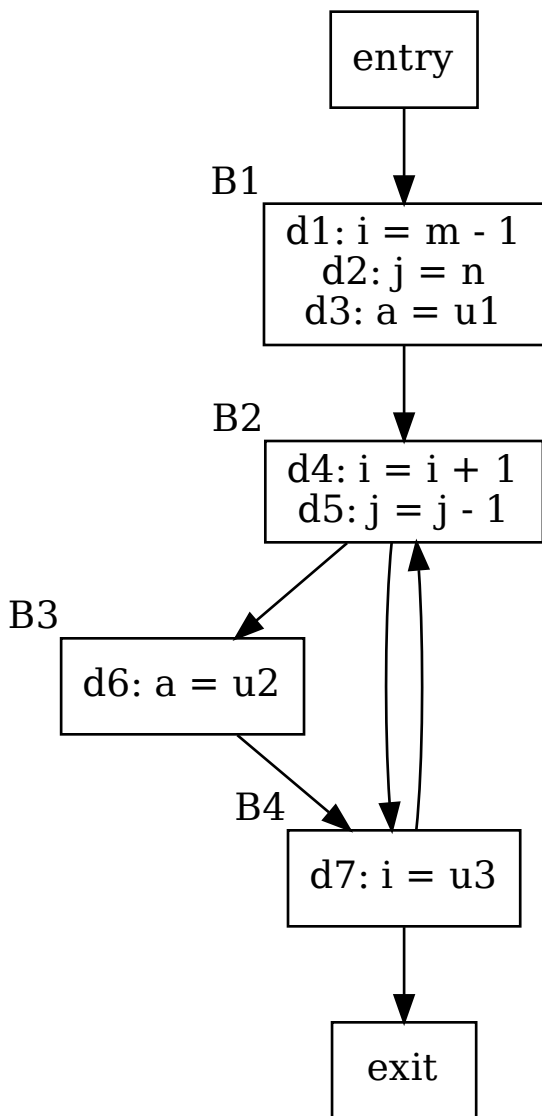 entry
B1
d1: i = m - 1
d2: j = n
d3: a = u1
B2
d4: i = i + 1
d5: j = j - 1
B3
d6: a = u2
B4
d7: i = u3
exit